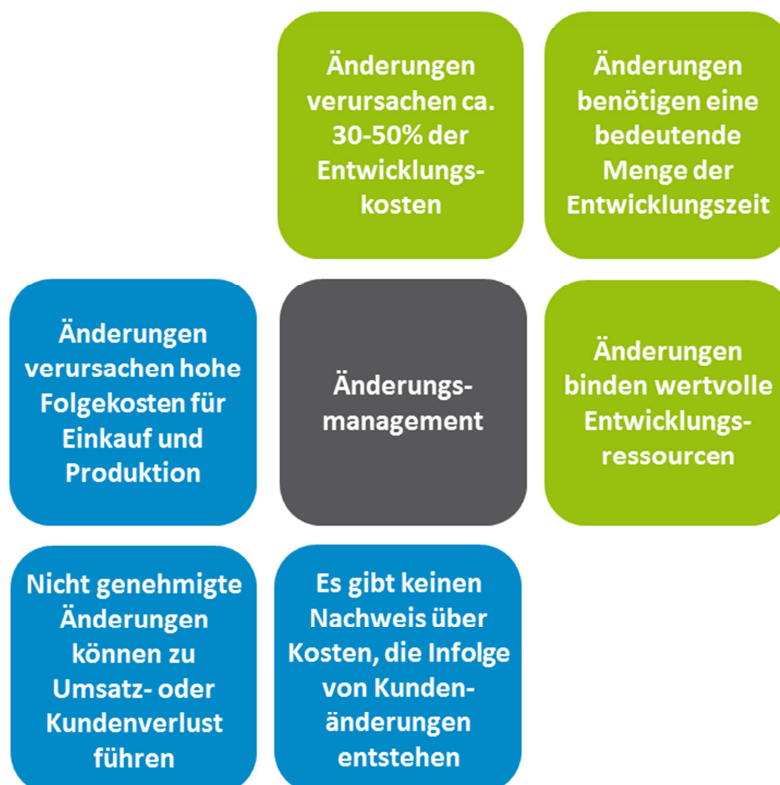 Änderungen
verursachen ca.
30-50% der
Entwicklungs-
kosten
Änderungen
benötigen eine
bedeutende
Menge der
Entwicklungszeit
Änderungen
verursachen hohe
Folgekosten für
Einkauf und
Produktion
Änderungs-
management
Änderungen
binden wertvolle
Entwicklungs-
ressourcen
Nicht genehmigte
Änderungen
können zu
Umsatz- oder
Kundenverlust
führen
Es gibt keinen
Nachweis über
Kosten, die Infolge
von Kunden-
änderungen
entstehen